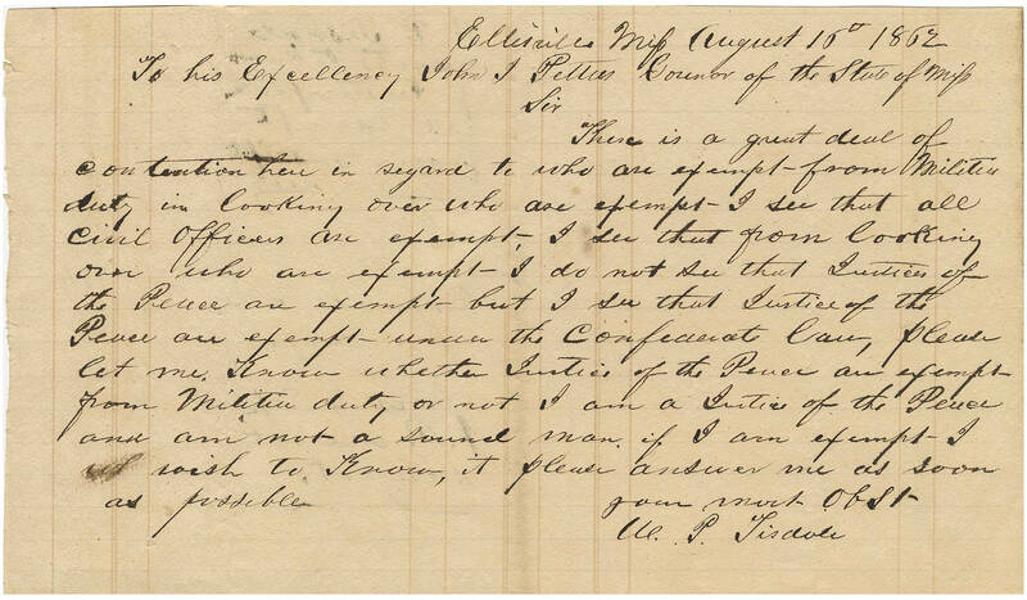 Ellisville Miss August 10th 1862
To his Excellency John J Pettus Governor of the State of Miss
Sir
There is a great deal of
contention here in regard to who are exempt from Militia
duty in looking over who are exempt I see that all
Civil Officers are exempt, I see that from looking
over who are exempt I do not see that Justices of
the Peace are exempt but I see that Justice of the
Peace are exempt under the Confederate Law, please
let me Know whether Justice of the Peace are exempt
from Militia duty or not I am a Justice of the Peace
and am not a sound man. if I am exempt I
wish to Know, it please answer me as soon
as possible your most Obst
P. Tisdale